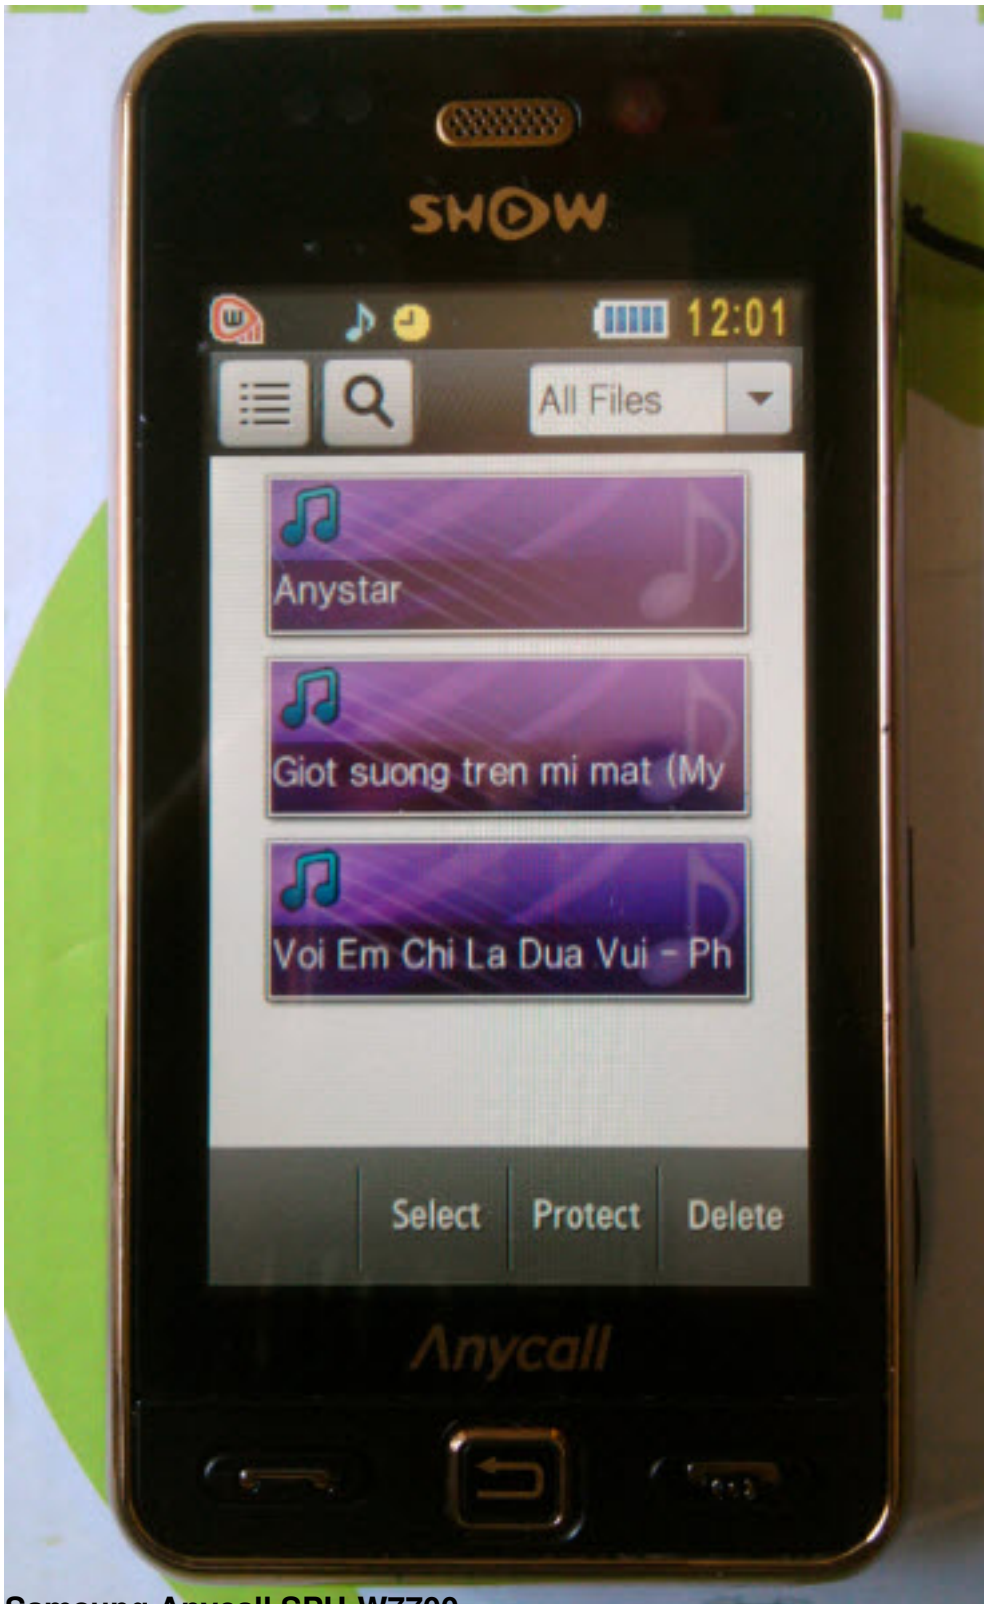 SHOW
12:01
All Files
Anystar
Giot suong tren mi mat (My
Voi Em Chi La Dua Vui - Ph
Select Protect Delete
Anycall